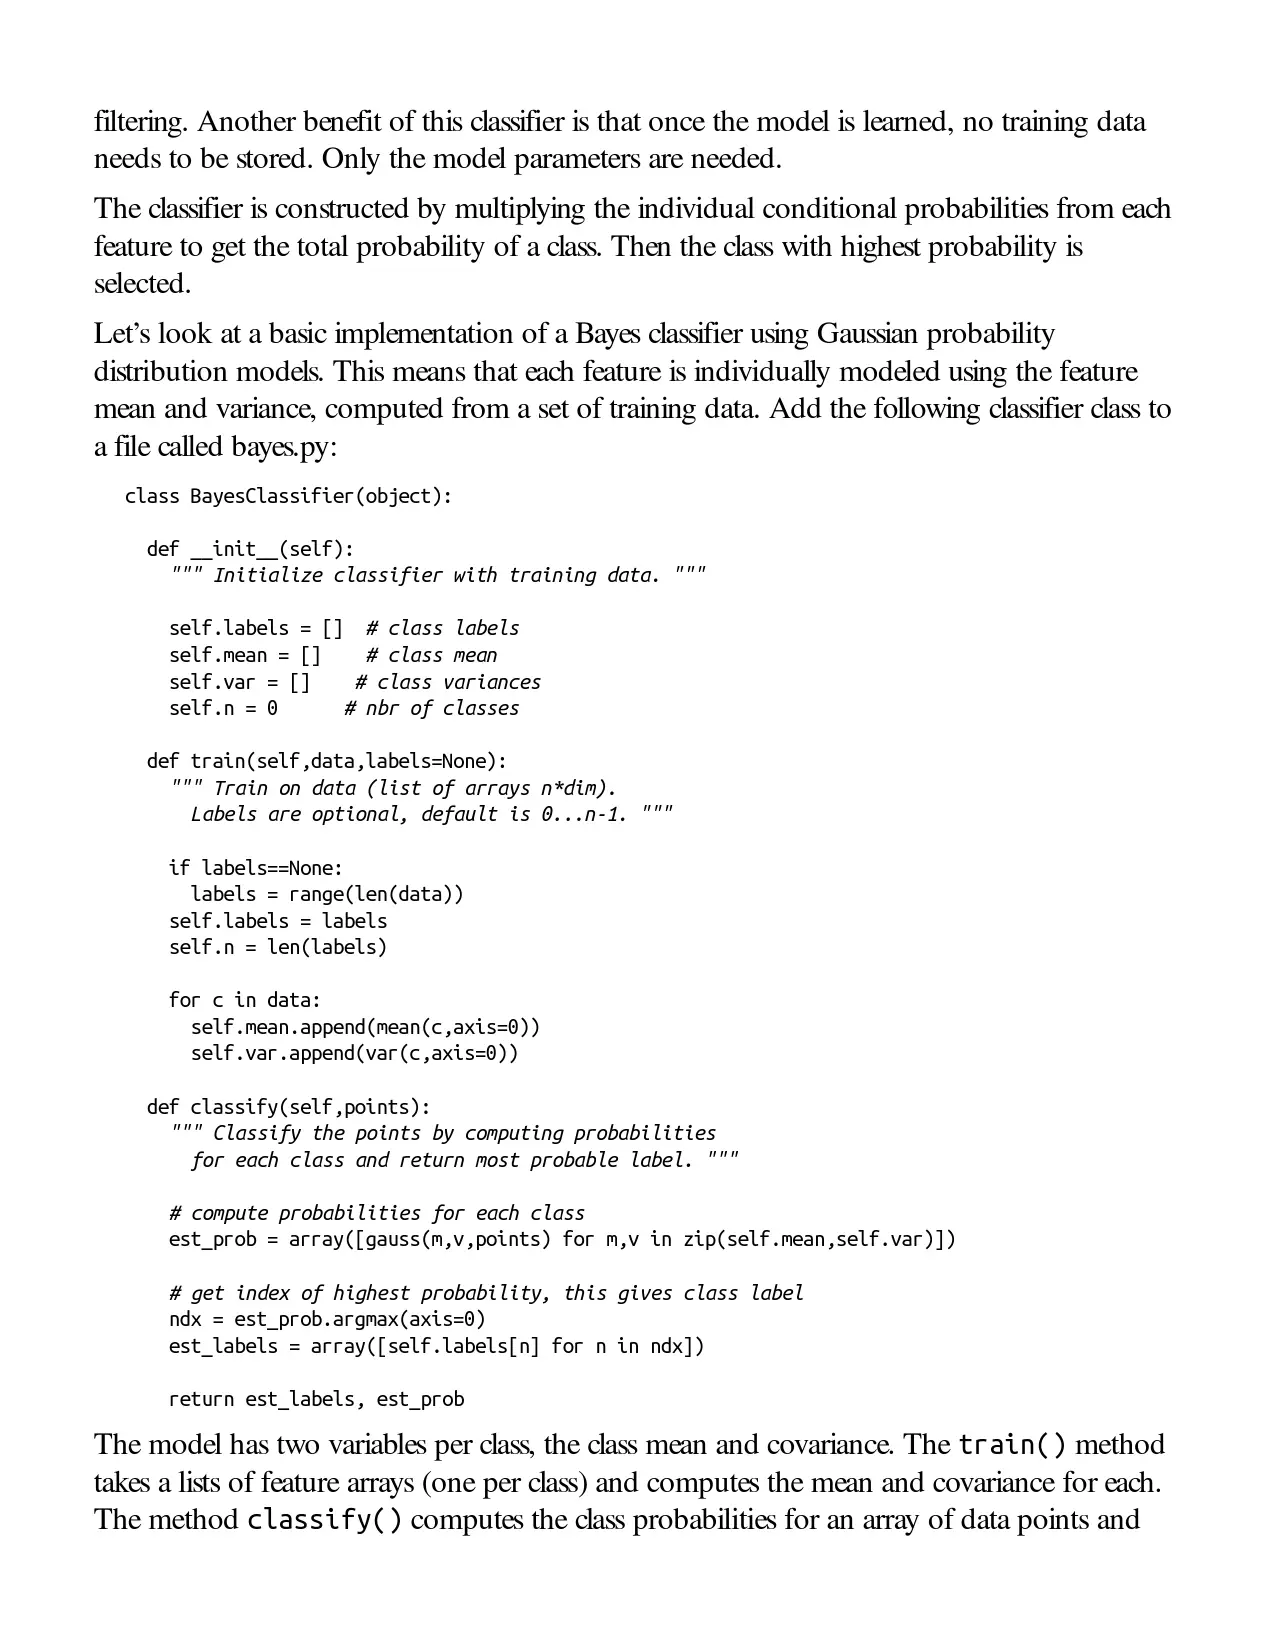 filtering. Another benefit of this classifier is that once the model is learned, no training data
needs to be stored. Only the model parameters are needed.
The classifier is constructed by multiplying the individual conditional probabilities from each
feature to get the total probability of a class. Then the class with highest probability is
selected.
Let’s look at a basic implementation of a Bayes classifier using Gaussian probability
distribution models. This means that each feature is individually modeled using the feature
mean and variance, computed from a set of training data. Add the following classifier class to
a file called bayes.py:
class BayesClassifier(object):
  def __init__(self):
    """ Initialize classifier with training data. """
    self.labels = []  # class labels
    self.mean = []    # class mean
    self.var = []    # class variances
    self.n = 0      # nbr of classes
  def train(self,data,labels=None):
    """ Train on data (list of arrays n*dim).
      Labels are optional, default is 0...n-1. """
    if labels==None:
      labels = range(len(data))
    self.labels = labels
    self.n = len(labels)
    for c in data:
      self.mean.append(mean(c,axis=0))
      self.var.append(var(c,axis=0))
  def classify(self,points):
    """ Classify the points by computing probabilities
      for each class and return most probable label. """
    # compute probabilities for each class
    est_prob = array([gauss(m,v,points) for m,v in zip(self.mean,self.var)])
    # get index of highest probability, this gives class label
    ndx = est_prob.argmax(axis=0)
    est_labels = array([self.labels[n] for n in ndx])
    return est_labels, est_prob
The model has two variables per class, the class mean and covariance. The train() method
takes a lists of feature arrays (one per class) and computes the mean and covariance for each.
The method classify() computes the class probabilities for an array of data points and